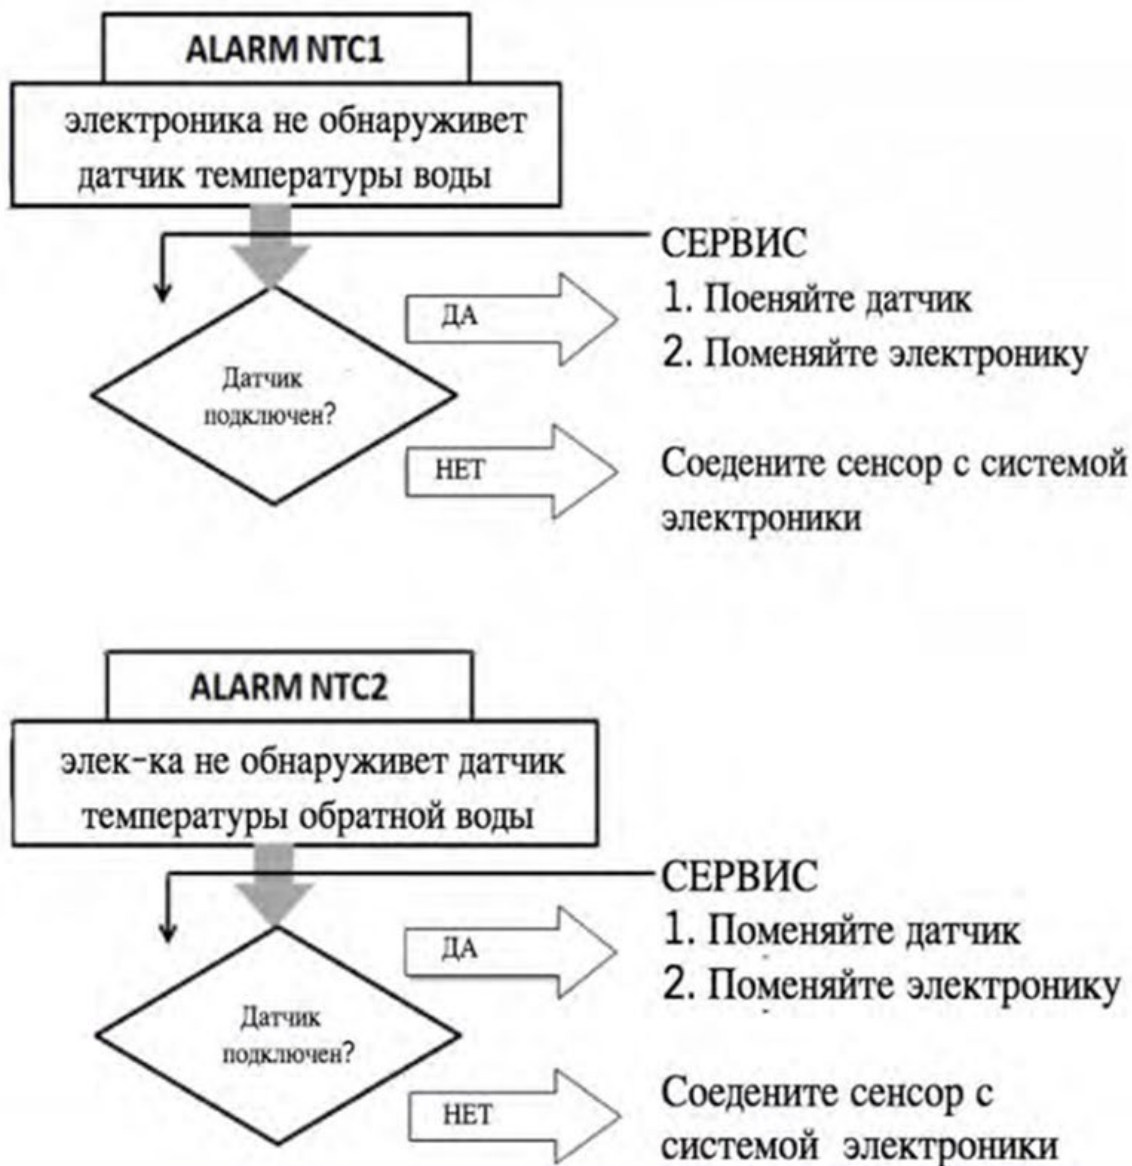 ALARM NTC1
электроника не обнаруживет
датчик температуры воды
СЕРВИС
1. Поеняйте датчик
2. Поменяйте электронику
ДА
Датчик
подключен?
НЕТ
Соедените сенсор с системой
электроники
ALARM NTC2
элек-ка не обнаруживет датчик
температуры обратной воды
СЕРВИС
1. Поменяйте датчик
2. Поменяйте электронику
ДА
Датчик
подключен?
НЕТ
Соедените сенсор с
системой электроники